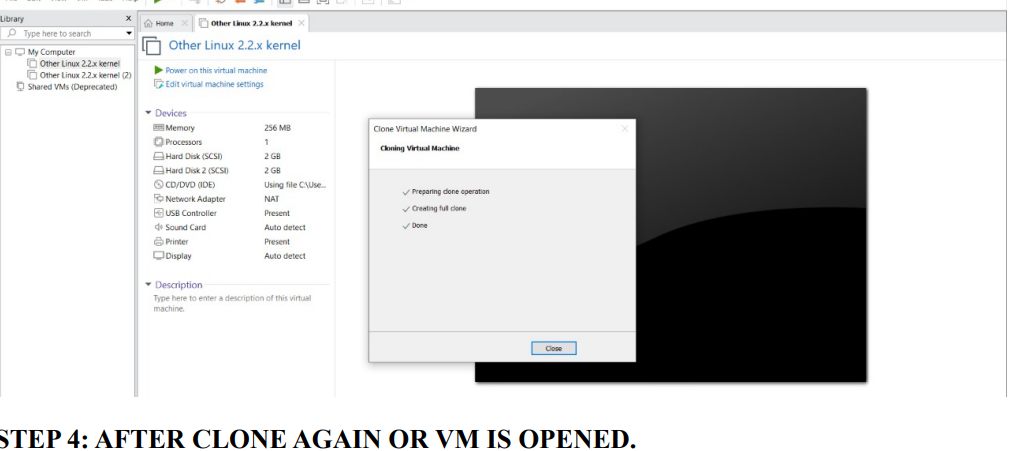 Library x
Type here to search
My Computer
Other Linux 2.2.x kernel
Other Linux 2.2.x kernel (2)
Shared VMs (Deprecated)
Home × Other Linux 2.2.x kernel ×
Other Linux 2.2.x kernel
Power on this virtual machine
Edit virtual machine settings
Devices
Memory 256 MB
Processors 1
Hard Disk (SCSI) 2 GB
Hard Disk 2 (SCSI) 2 GB
CD/DVD (IDE) Using file C:\Use...
Network Adapter NAT
USB Controller Present
Sound Card Auto detect
Printer Present
Display Auto detect
Description
Type here to enter a description of this virtual
machine.
Clone Virtual Machine Wizard
Cloning Virtual Machine
Preparing clone operation
Creating full clone
Done
Close
STEP 4: AFTER CLONE AGAIN OR VM IS OPENED.